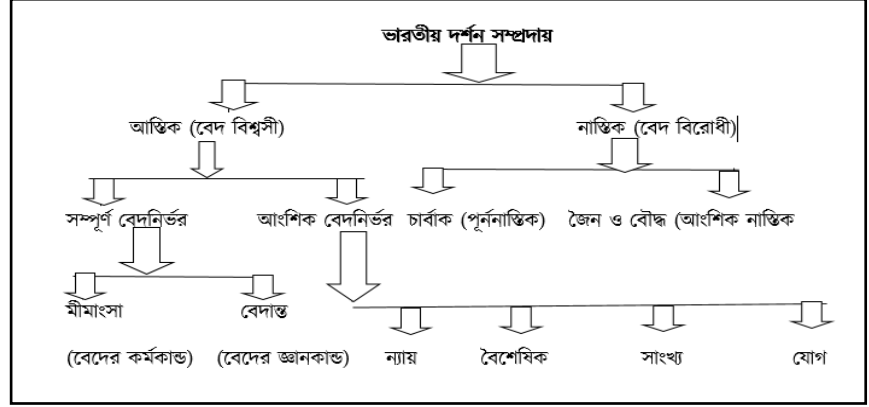 ভারতীয় দর্শন সম্প্রদায়
আস্তিক (বেদ বিশ্বসী) নাস্তিক (বেদ বিরোধী)
সম্পূর্ণ বেদনির্ভর আংশিক বেদনির্ভর চার্বাক (পূর্ননাস্তিক) জৈন ও বৌদ্ধ (আংশিক নাস্তিক
মীমাংসা বেদান্ত
(বেদের কর্মকান্ড) (বেদের জ্ঞানকান্ড) ন্যায় বৈশেষিক সাংখ্য যোগ